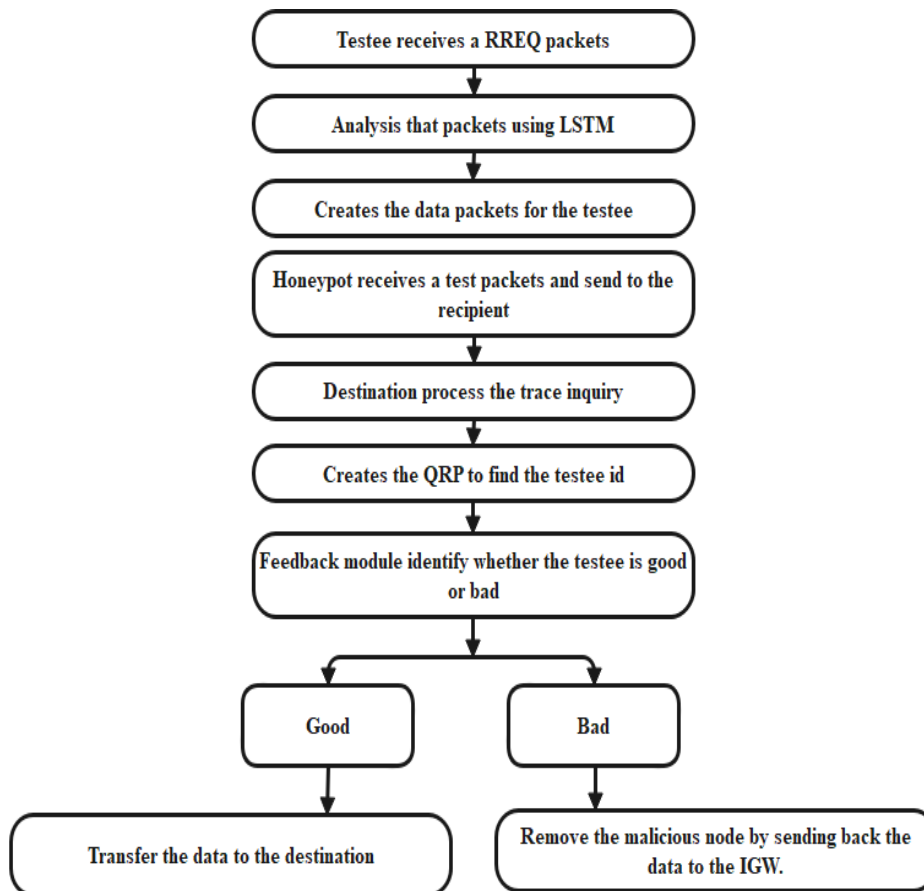 Testee receives a RREQ packets
Analysis that packets using LSTM
Creates the data packets for the testee
Honeypot receives a test packets and send to the
recipient
Destination process the trace inquiry
Creates the QRP to find the testee id
Feedback module identify whether the testee is good
or bad
Good
Bad
Transfer the data to the destination
Remove the malicious node by sending back the
data to the IGW.